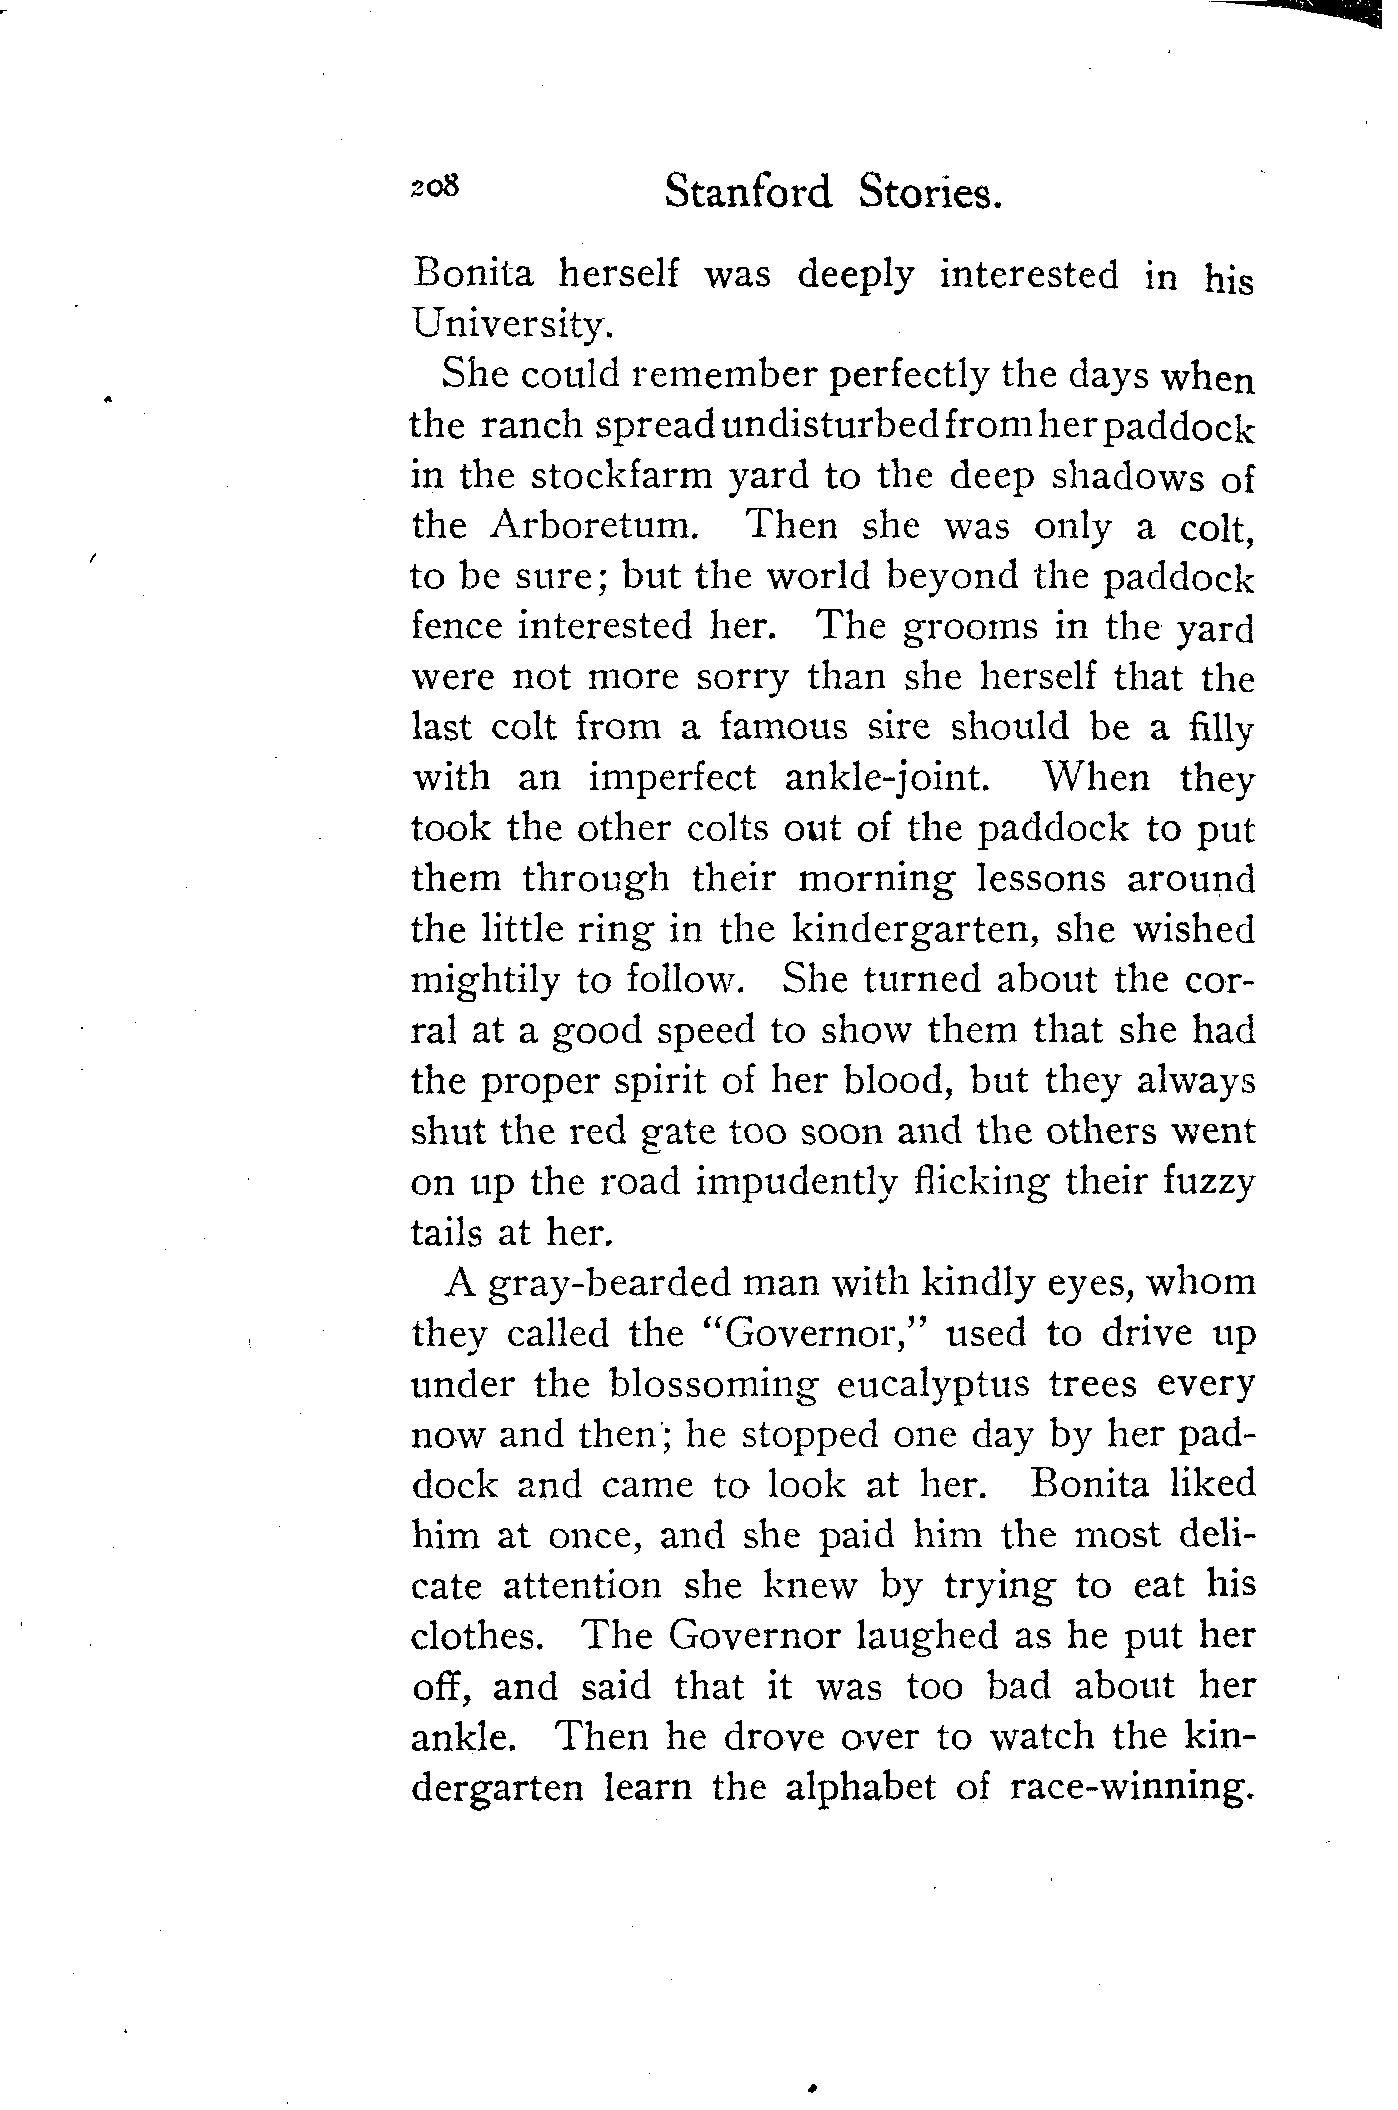 208 Stanford Stories.
Bonita herself was deeply interested in his
University.
She could remember perfectly the days when
the ranch spread undisturbed from her paddock
in the stockfarm yard to the deep shadows of
the Arboretum. Then she was only a colt,
to be sure; but the world beyond the paddock
fence interested her. The grooms in the yard
were not more sorry than she herself that the
last colt from a famous sire should be a filly
with an imperfect ankle-joint. When they
took the other colts out of the paddock to put
them through their morning lessons around
the little ring in the kindergarten, she wished
mightily to follow. She turned about the cor-
ral at a good speed to show them that she had
the proper spirit of her blood, but they always
shut the red gate too soon and the others went
on up the road impudently flicking their fuzzy
tails at her.
A gray-bearded man with kindly eyes, whom
they called the “Governor,” used to drive up
under the blossoming eucalyptus trees every
now and then; he stopped one day by her pad-
dock and came to look at her. Bonita liked
him at once, and she paid him the most deli-
cate attention she knew by trying to eat his
clothes. The Governor laughed as he put her
off, and said that it was too bad about her
ankle. Then he drove over to watch the kin-
dergarten learn the alphabet of race-winning.